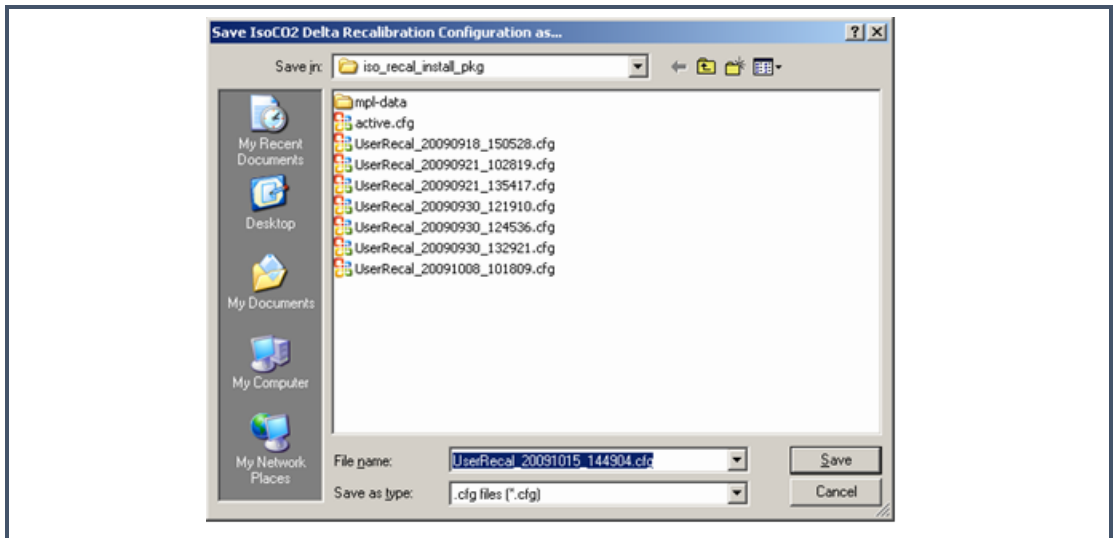 Save IsoCO2 Delta Recalibration Configuration as...
Save in:
iso_recal_install_pkg
My Recent
Documents
Desktop
My Documents
My Computer
My Network
Places
mpl-data
active.cfg
UserRecal_20090918_150528.cfg
UserRecal_20090921_102819.cfg
UserRecal_20090921_135417.cfg
UserRecal_20090930_121910.cfg
UserRecal_20090930_124536.cfg
UserRecal_20090930_132921.cfg
UserRecal_20091008_101809.cfg
File name:
UserRecal_20091015_144904.cfg
Save
Save as type:
.cfg files (*.cfg)
Cancel